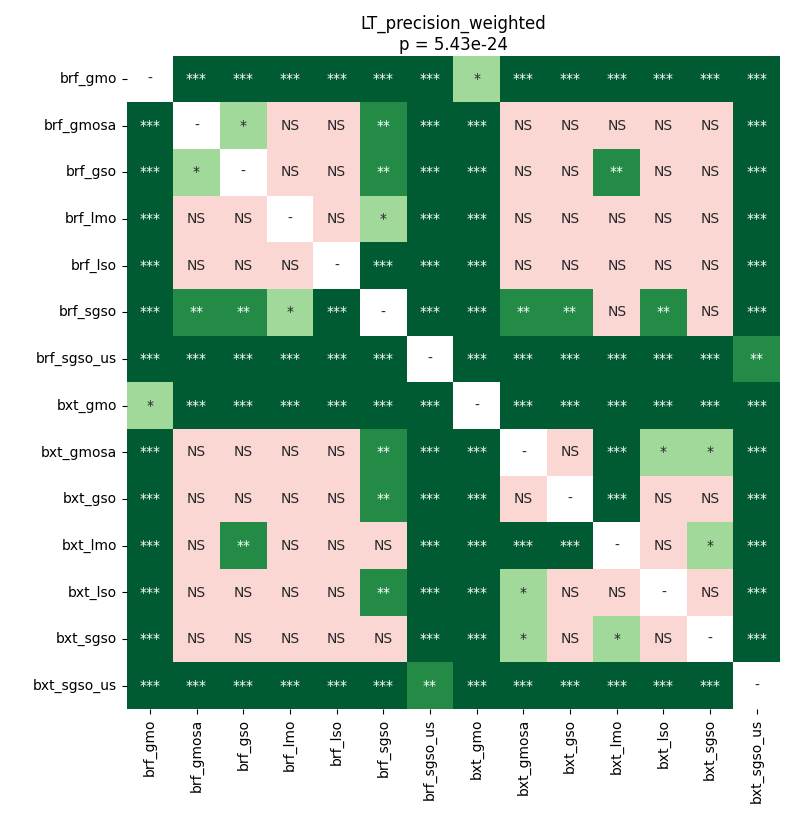 LT_precision_weighted
p = 5.43e-24
brf_gmo - *** *** *** *** *** *** * *** *** *** *** *** ***
brf_gmosa *** - * NS NS ** *** *** NS NS NS NS NS ***
brf_gso *** * - NS NS ** *** *** NS NS ** NS NS ***
brf_lmo *** NS NS - NS * *** *** NS NS NS NS NS ***
brf_lso *** NS NS NS - *** *** *** NS NS NS NS NS ***
brf_sgso *** ** ** * *** - *** *** ** ** NS ** NS ***
brf_sgso_us *** *** *** *** *** *** - *** *** *** *** *** *** **
bxt_gmo * *** *** *** *** *** *** - *** *** *** *** *** ***
bxt_gmosa *** NS NS NS NS ** *** *** - NS *** * * ***
bxt_gso *** NS NS NS NS ** *** *** NS - *** NS NS ***
bxt_lmo *** NS ** NS NS NS *** *** *** *** - NS * ***
bxt_lso *** NS NS NS NS ** *** *** * NS NS - NS ***
bxt_sgso *** NS NS NS NS NS *** *** * NS * NS - ***
bxt_sgso_us *** *** *** *** *** *** ** *** *** *** *** *** *** -
brf_gmo brf_gmosa brf_gso brf_lmo brf_lso brf_sgso brf_sgso_us bxt_gmo bxt_gmosa bxt_gso bxt_lmo bxt_lso bxt_sgso bxt_sgso_us